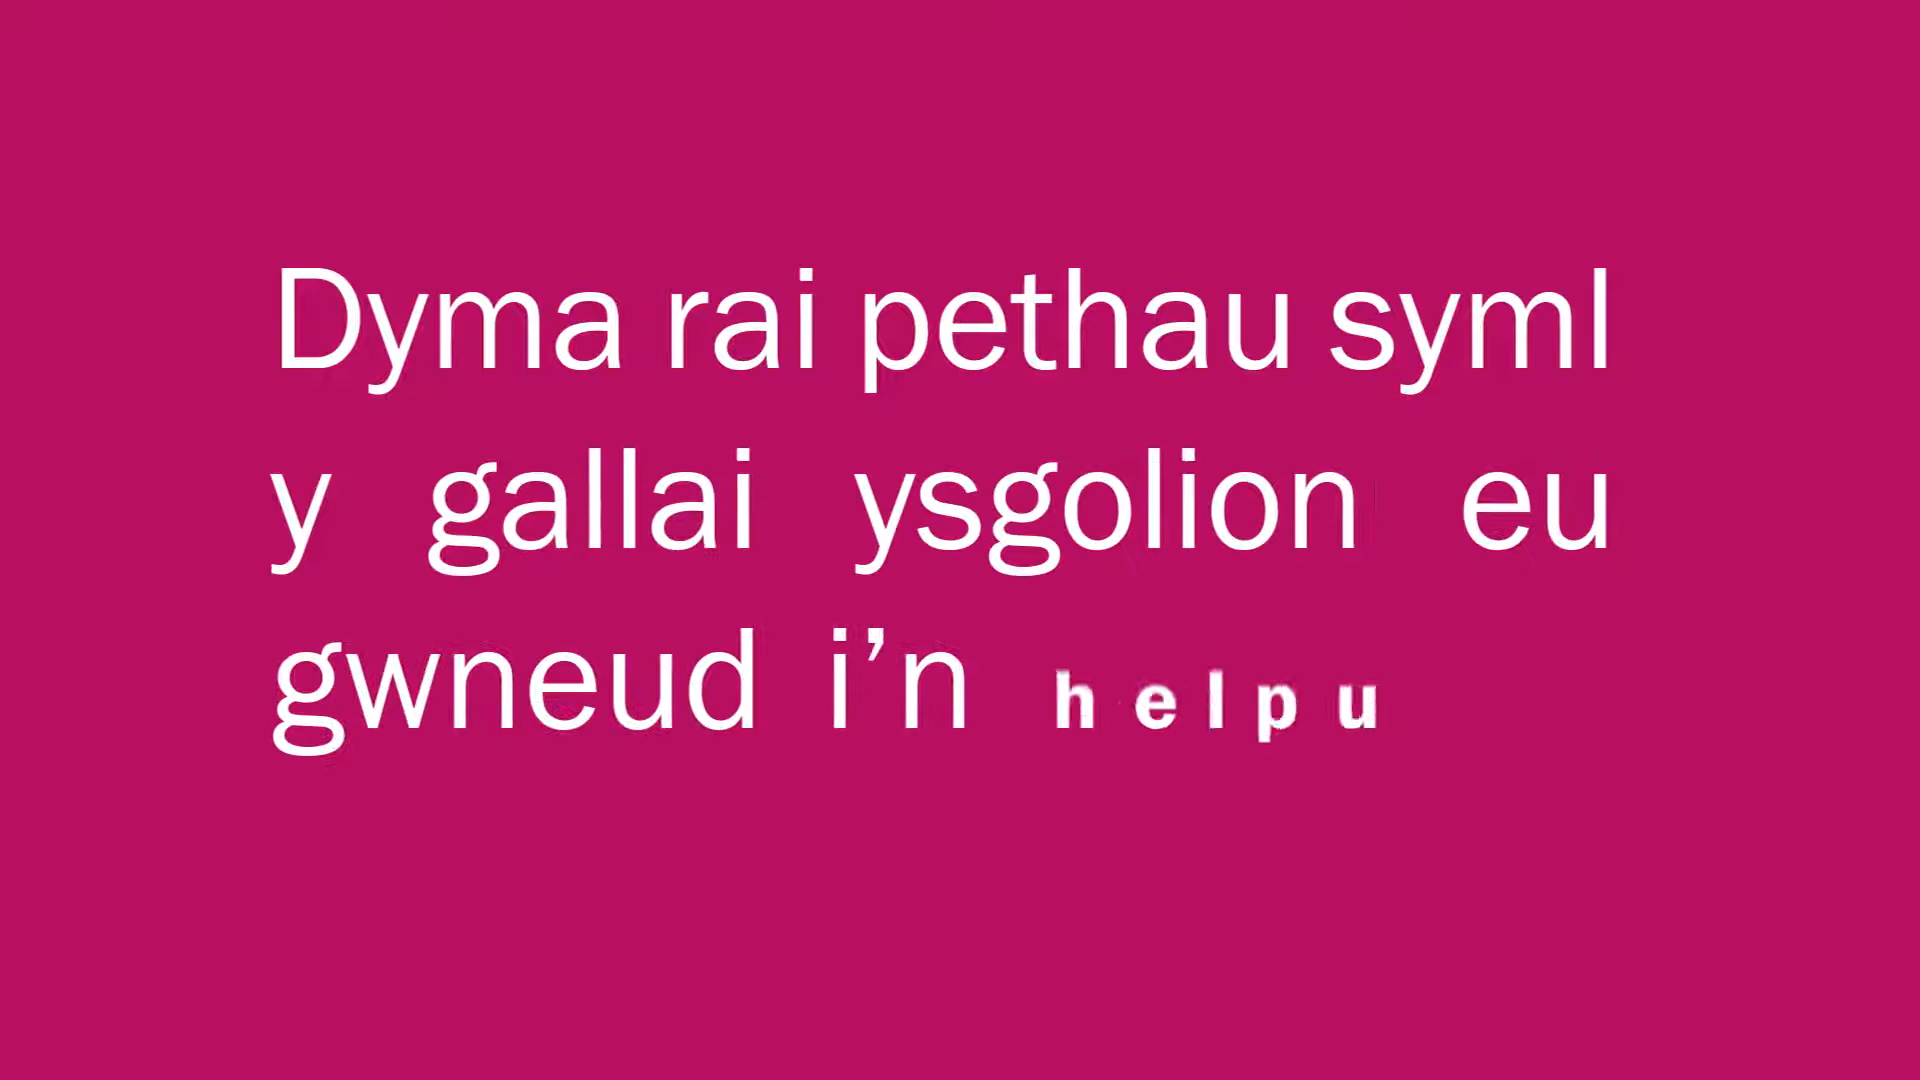 Dyma rai pethau syml
y gallai ysgolion eu
gwneud i’n helpu